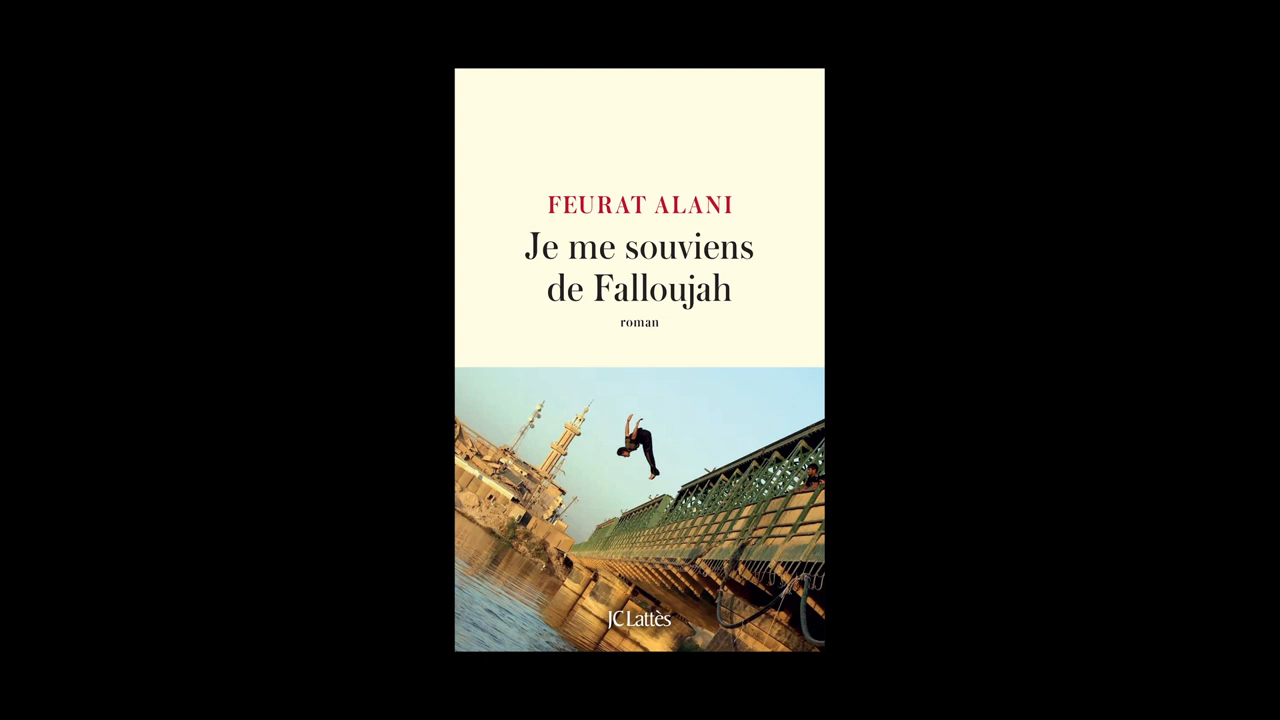 FEURAT ALANI
Je me souviens
de Falloujah
roman
JC Lattès